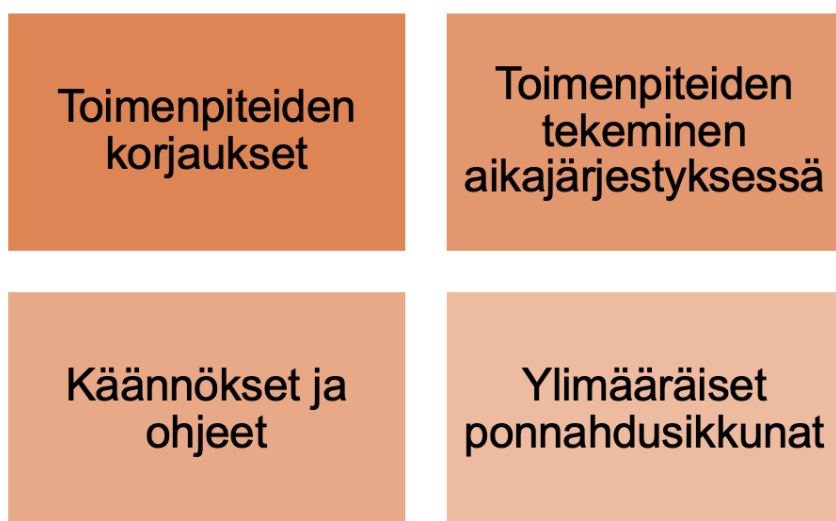 Toimenpiteiden
korjaukset
Toimenpiteiden
tekeminen
aikajärjestyksessä
Käännökset ja
ohjeet
Ylimääräiset
ponnahdusikkunat